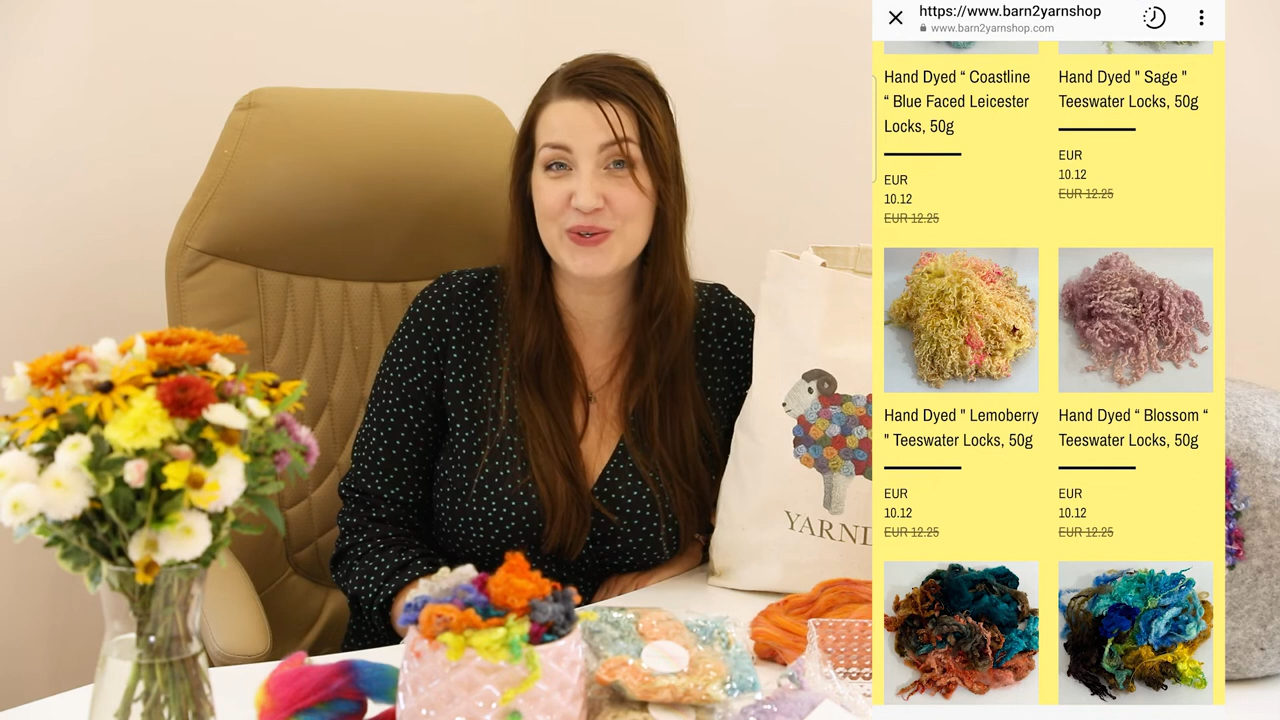 https://www.barn2yarnshop
www.barn2yarnshop.com
Hand Dyed “ Coastline
“ Blue Faced Leicester
Locks, 50g
EUR
10.12
EUR 12.25
Hand Dyed " Sage "
Teeswater Locks, 50g
EUR
10.12
EUR 12.25
Hand Dyed " Lemoberry
" Teeswater Locks, 50g
EUR
10.12
EUR 12.25
Hand Dyed “ Blossom “
Teeswater Locks, 50g
EUR
10.12
EUR 12.25
YARND